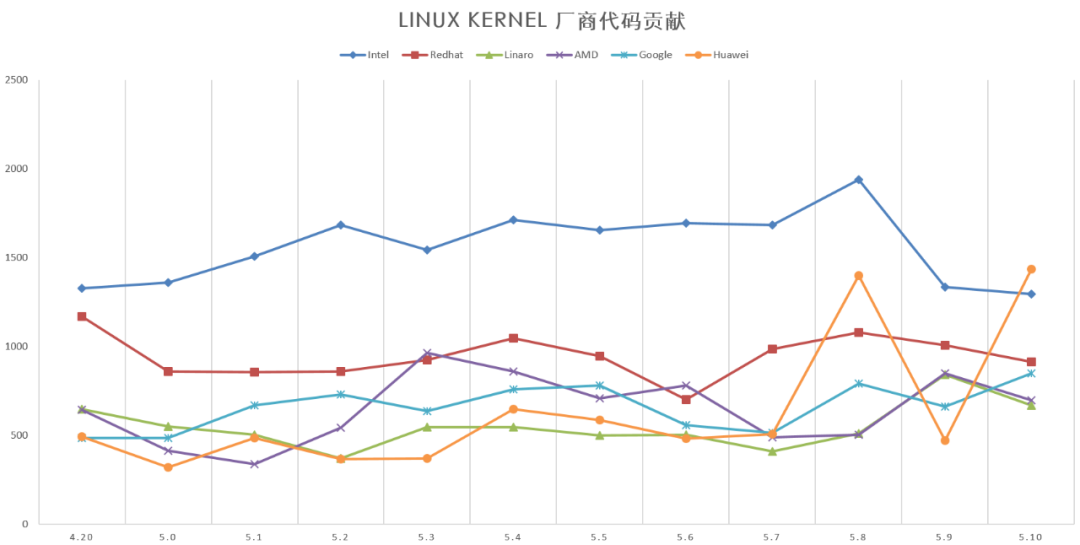 LINUX KERNEL 厂商代码贡献
Intel Redhat Linaro AMD Google Huawei
2500
2000
1500
1000
500
0
4.20 5.0 5.1 5.2 5.3 5.4 5.5 5.6 5.7 5.8 5.9 5.10